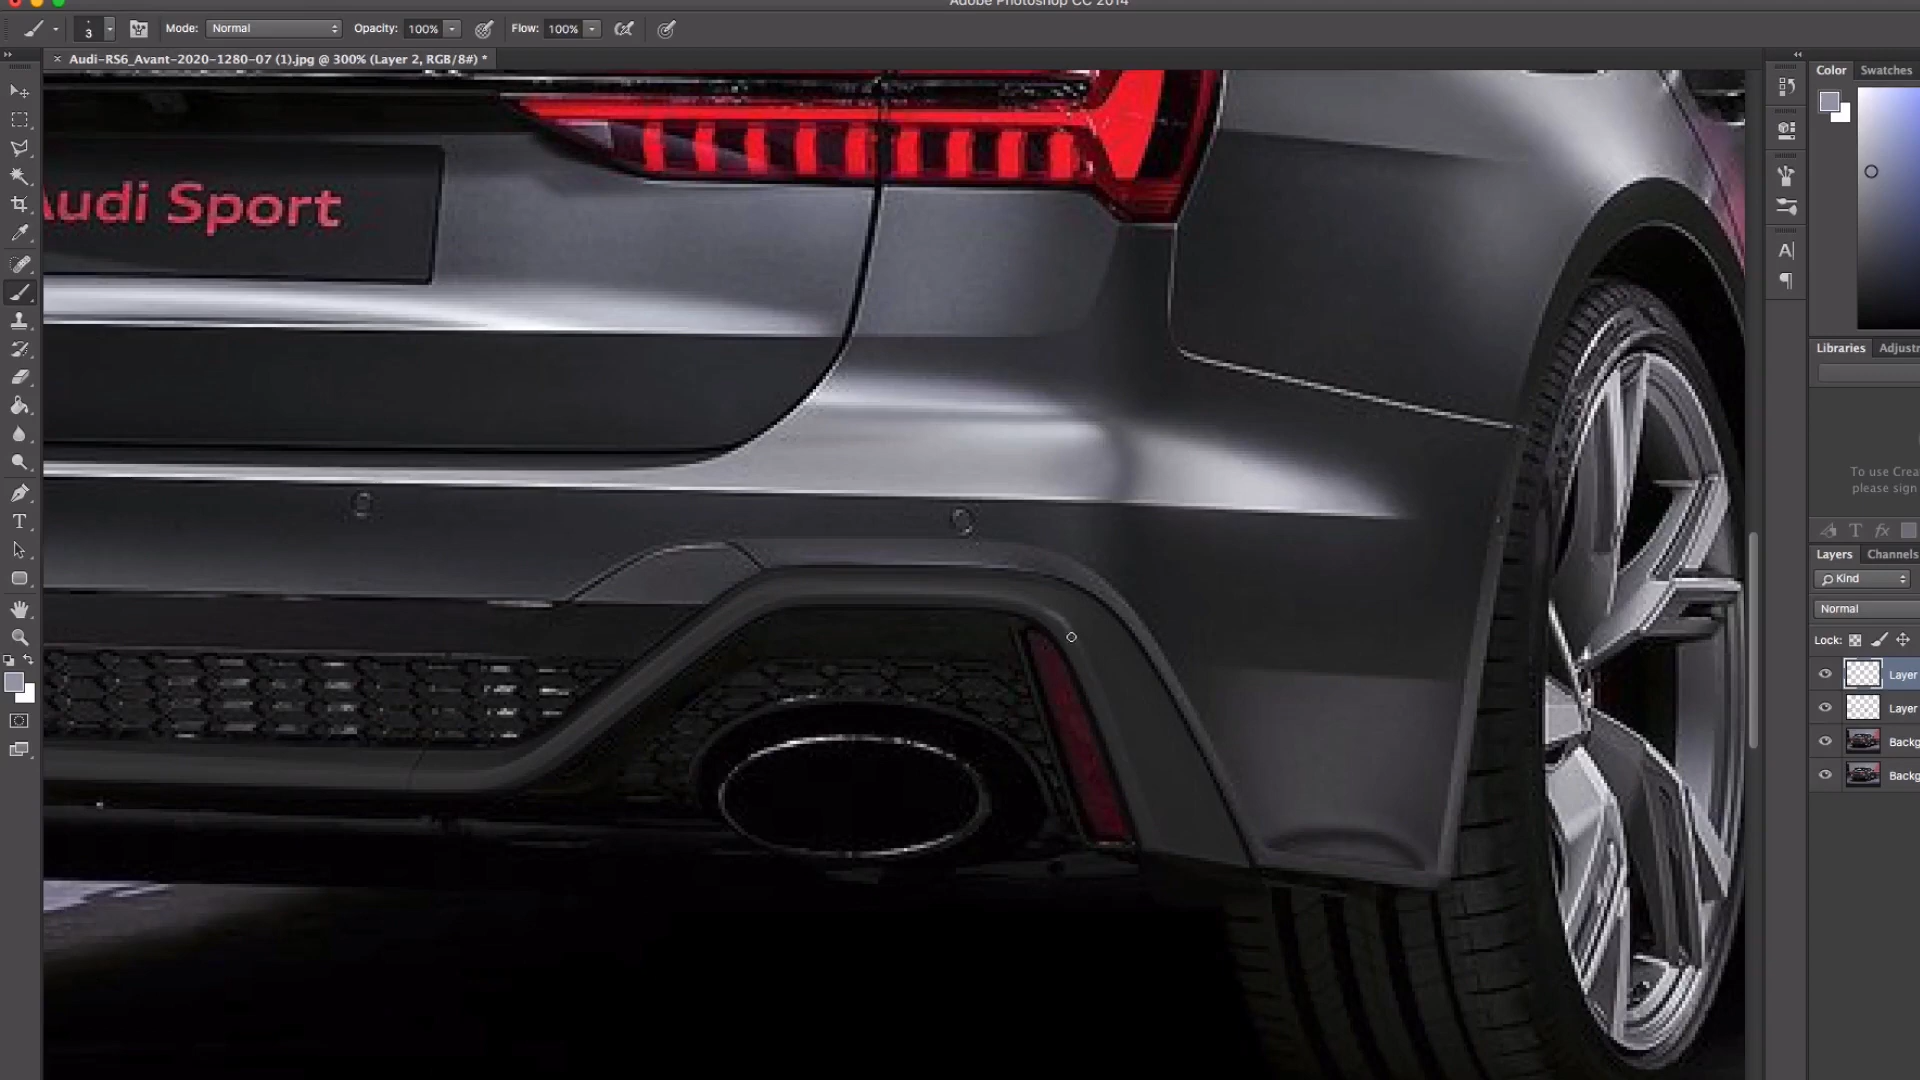 Adobe Photoshop CC 2014
3
Mode: Normal
Opacity: 100%
Flow: 100%
× Audi-RS6_Avant-2020-1280-07 (1).jpg @ 300% (Layer 2, RGB/8#) *
Color Swatches
Audi Sport
Libraries Adjustr
To use Crea
please sign
Layers Channels
Kind
Normal
Lock:
Layer
Layer
Backg
Backg